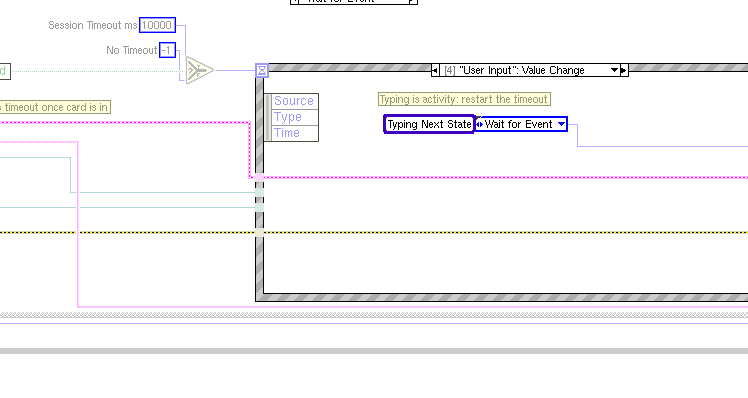 Wait for Event
Session Timeout ms 10000
No Timeout -1
[4] "User Input": Value Change
s timeout once card is in
Source
Type
Time
Typing is activity: restart the timeout
Typing Next State Wait for Event